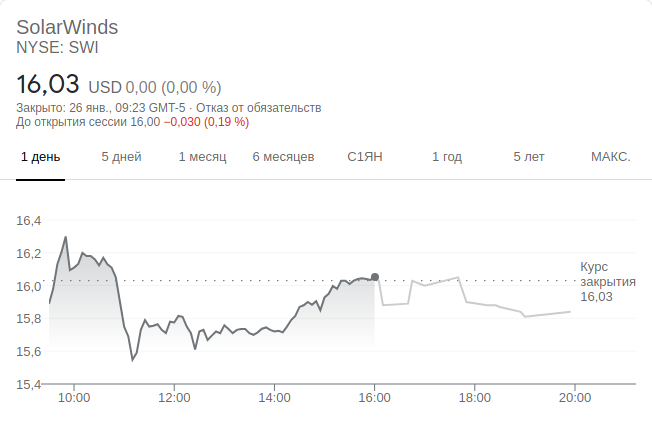 SolarWinds
NYSE: SWI
16,03 USD 0,00 (0,00 %)
Закрыто: 26 янв., 09:23 GMT-5 · Отказ от обязательств
До открытия сессии 16,00 −0,030 (0,19 %)
1 день 5 дней 1 месяц 6 месяцев С1ЯН 1 год 5 лет МАКС.
16,4
16,2
16,0
15,8
15,6
15,4
Курс
закрытия
16,03
10:00 12:00 14:00 16:00 18:00 20:00